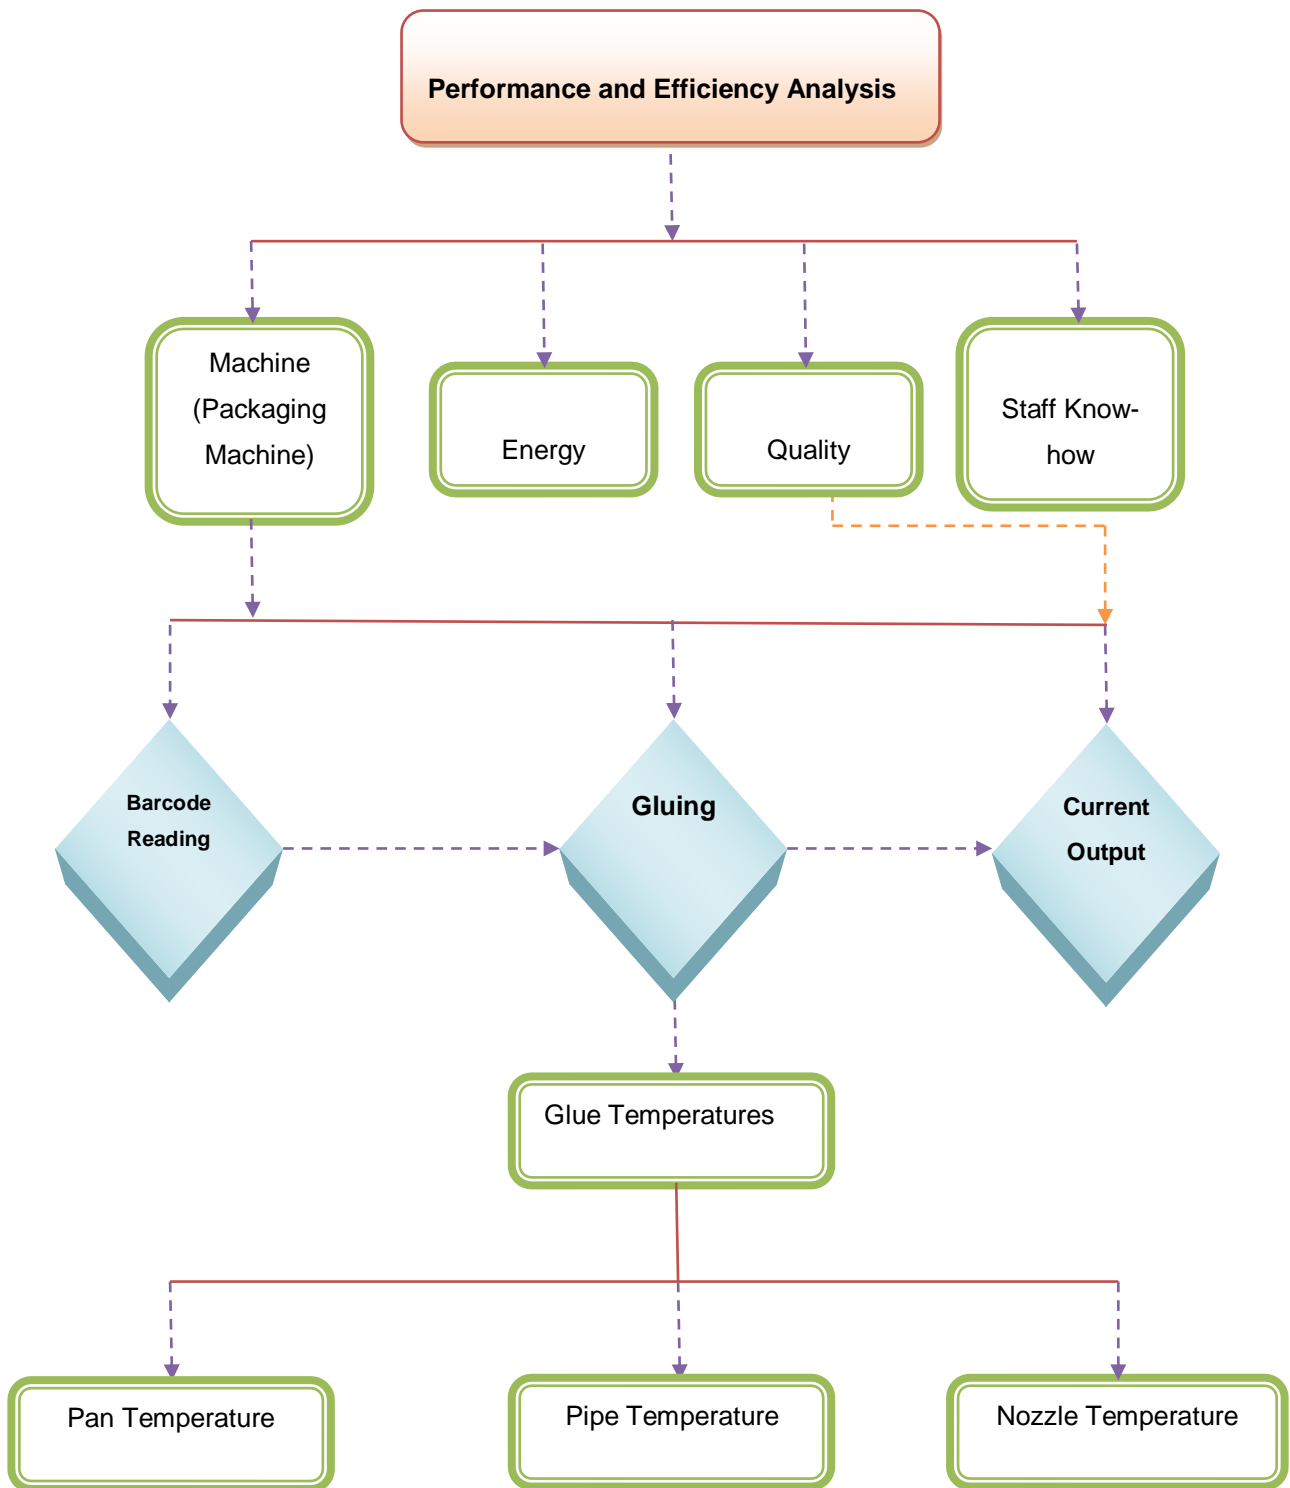 Performance and Efficiency Analysis
Machine
(Packaging
Machine)
Energy
Quality
Staff Know-
how
Barcode
Reading
Gluing
Current
Output
Glue Temperatures
Pan Temperature
Pipe Temperature
Nozzle Temperature